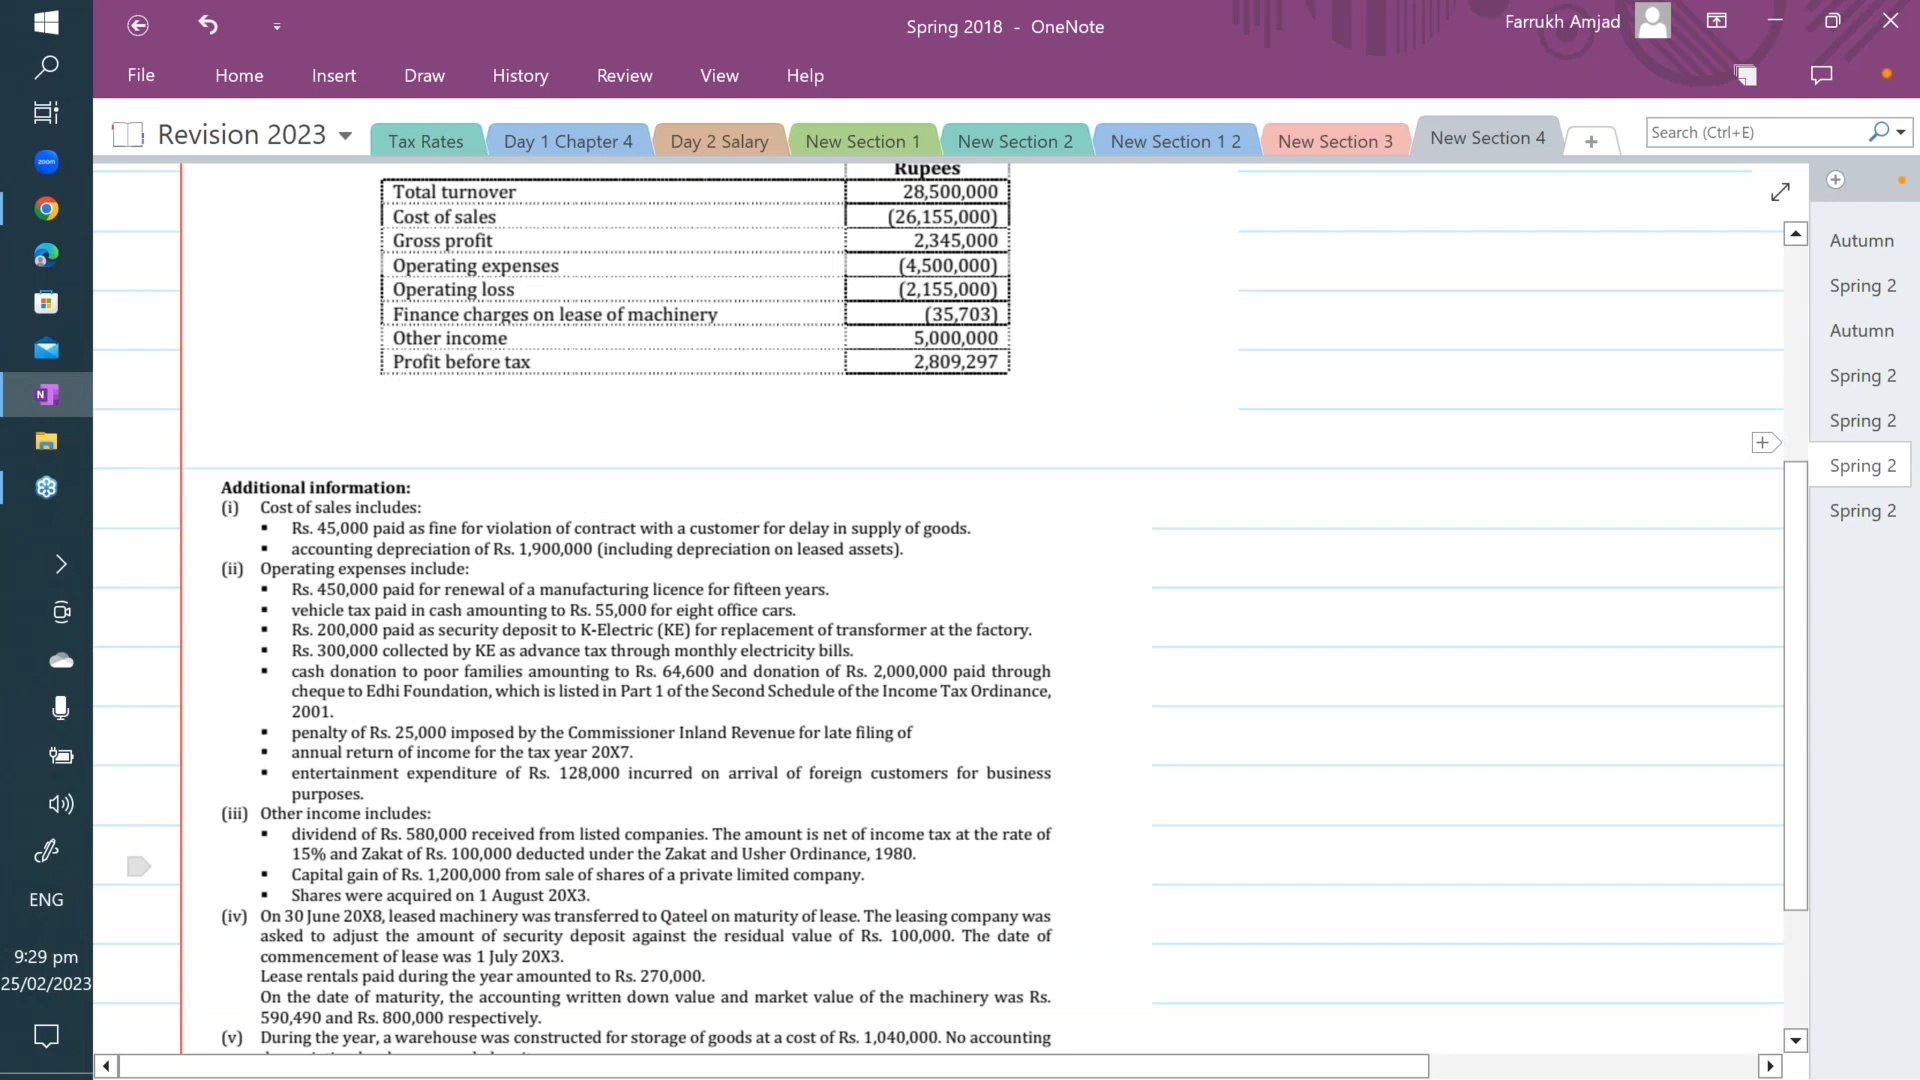 Spring 2018 - OneNote
Farrukh Amjad
File Home Insert Draw History Review View Help
Revision 2023
Tax Rates Day 1 Chapter 4 Day 2 Salary New Section 1 New Section 2 New Section 1 2 New Section 3 New Section 4 +
Search (Ctrl+E)
zoom
N
Rupees
Total turnover 28,500,000
Cost of sales (26,155,000)
Gross profit 2,345,000
Operating expenses (4,500,000)
Operating loss (2,155,000)
Finance charges on lease of machinery (35,703)
Other income 5,000,000
Profit before tax 2,809,297
Additional information:
(i) Cost of sales includes:
▪ Rs. 45,000 paid as fine for violation of contract with a customer for delay in supply of goods.
▪ accounting depreciation of Rs. 1,900,000 (including depreciation on leased assets).
(ii) Operating expenses include:
▪ Rs. 450,000 paid for renewal of a manufacturing licence for fifteen years.
▪ vehicle tax paid in cash amounting to Rs. 55,000 for eight office cars.
▪ Rs. 200,000 paid as security deposit to K-Electric (KE) for replacement of transformer at the factory.
▪ Rs. 300,000 collected by KE as advance tax through monthly electricity bills.
▪ cash donation to poor families amounting to Rs. 64,600 and donation of Rs. 2,000,000 paid through
cheque to Edhi Foundation, which is listed in Part 1 of the Second Schedule of the Income Tax Ordinance,
2001.
▪ penalty of Rs. 25,000 imposed by the Commissioner Inland Revenue for late filing of
▪ annual return of income for the tax year 20X7.
▪ entertainment expenditure of Rs. 128,000 incurred on arrival of foreign customers for business
purposes.
(iii) Other income includes:
▪ dividend of Rs. 580,000 received from listed companies. The amount is net of income tax at the rate of
15% and Zakat of Rs. 100,000 deducted under the Zakat and Usher Ordinance, 1980.
▪ Capital gain of Rs. 1,200,000 from sale of shares of a private limited company.
▪ Shares were acquired on 1 August 20X3.
(iv) On 30 June 20X8, leased machinery was transferred to Qateel on maturity of lease. The leasing company was
asked to adjust the amount of security deposit against the residual value of Rs. 100,000. The date of
commencement of lease was 1 July 20X3.
Lease rentals paid during the year amounted to Rs. 270,000.
On the date of maturity, the accounting written down value and market value of the machinery was Rs.
590,490 and Rs. 800,000 respectively.
(v) During the year, a warehouse was constructed for storage of goods at a cost of Rs. 1,040,000. No accounting
Autumn
Spring 2
Autumn
Spring 2
Spring 2
Spring 2
Spring 2
ENG
9:29 pm
25/02/2023